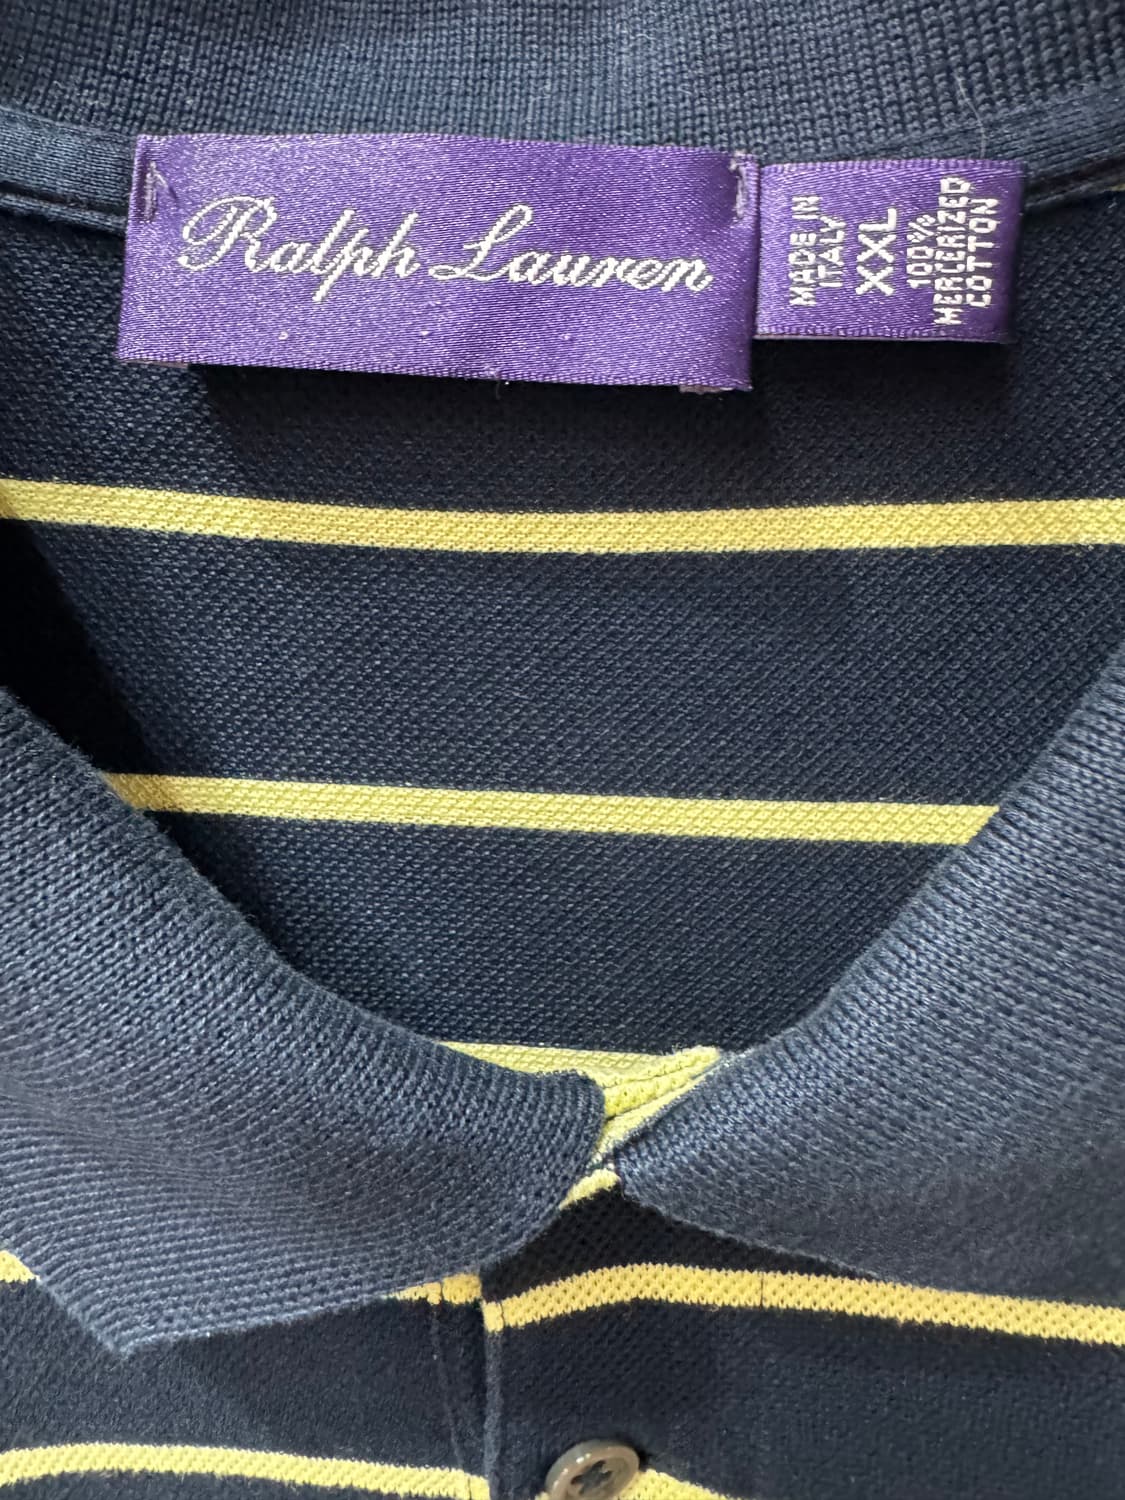 Ralph Lauren
MADE IN
ITALY
XXL
100%
MERCERIZED
COTTON